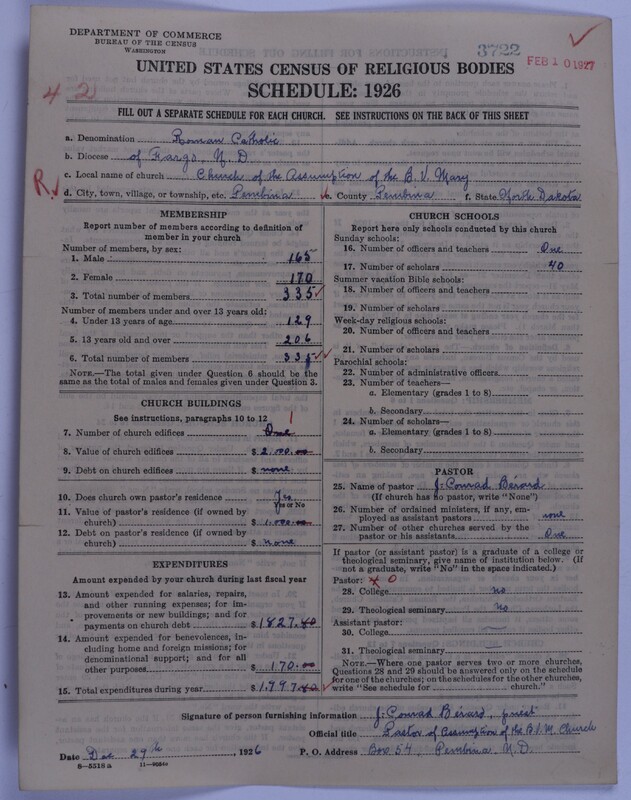 DEPARTMENT OF COMMERCE
BUREAU OF THE CENSUS
WASHINGTON
3722
FEB 10 1927
UNITED STATES CENSUS OF RELIGIOUS BODIES
SCHEDULE: 1926
42
FILL OUT A SEPARATE SCHEDULE FOR EACH CHURCH. SEE INSTRUCTIONS ON THE BACK OF THIS SHEET
a. Denomination Roman Catholic
b. Diocese of Fargo, N. D
c. Local name of church Church of the Assumption of the B. V. Mary
R.
d. City, town, village, or township, etc. Pembina e. County Pembina f. State North Dakota
MEMBERSHIP
Report number of members according to definition of
member in your church
Number of members, by sex:
1. Male 165
2. Female 170
3. Total number of members 335
Number of members under and over 13 years old:
4. Under 13 years of age 129
5. 13 years old and over 206
6. Total number of members 335
NOTE.—The total given under Question 6 should be the
same as the total of males and females given under Question 3.
CHURCH BUILDINGS
See instructions, paragraphs 10 to 12
1
7. Number of church edifices One
8. Value of church edifices $ 2,000.00
9. Debt on church edifices $ none
10. Does church own pastor's residence Yes
Yes or No
11. Value of pastor's residence (if owned by
church) $ 1,000.00
12. Debt on pastor's residence (if owned by
church) $ none
EXPENDITURES
Amount expended by your church during last fiscal year
13. Amount expended for salaries, repairs,
and other running expenses; for im-
provements or new buildings; and for
payments on church debt $ 1827.40
14. Amount expended for benevolences, in-
cluding home and foreign missions; for
denominational support; and for all
other purposes $ 170.00
15. Total expenditures during year $ 1,997.40
CHURCH SCHOOLS
Report here only schools conducted by this church
Sunday schools:
16. Number of officers and teachers One
17. Number of scholars 40
Summer vacation Bible schools:
18. Number of officers and teachers
19. Number of scholars
Week-day religious schools:
20. Number of officers and teachers
21. Number of scholars
Parochial schools:
22. Number of administrative officers
23. Number of teachers—
a. Elementary (grades 1 to 8)
b. Secondary
24. Number of scholars—
a. Elementary (grades 1 to 8)
b. Secondary
PASTOR
25. Name of pastor J. Conrad Bérard
(If church has no pastor, write "None")
26. Number of ordained ministers, if any, em-
ployed as assistant pastors none
27. Number of other churches served by the
pastor or his assistants One
If pastor (or assistant pastor) is a graduate of a college or
theological seminary, give name of institution below. (If
not a graduate, write "No" in the space indicated.)
Pastor: 0
28. College no
29. Theological seminary No
Assistant pastor:
30. College
31. Theological seminary
NOTE.—Where one pastor serves two or more churches,
Questions 28 and 29 should be answered only on the schedule
for one of the churches; on the schedules for the other churches,
write "See schedule for church."
Signature of person furnishing information J. Conrad Bérard, priest
Official title Pastor of Assumption of the B.V.M. Church
Date Dec 29th, 1926 P. O. Address Box 54, Pembina, N. D.
8—5518a